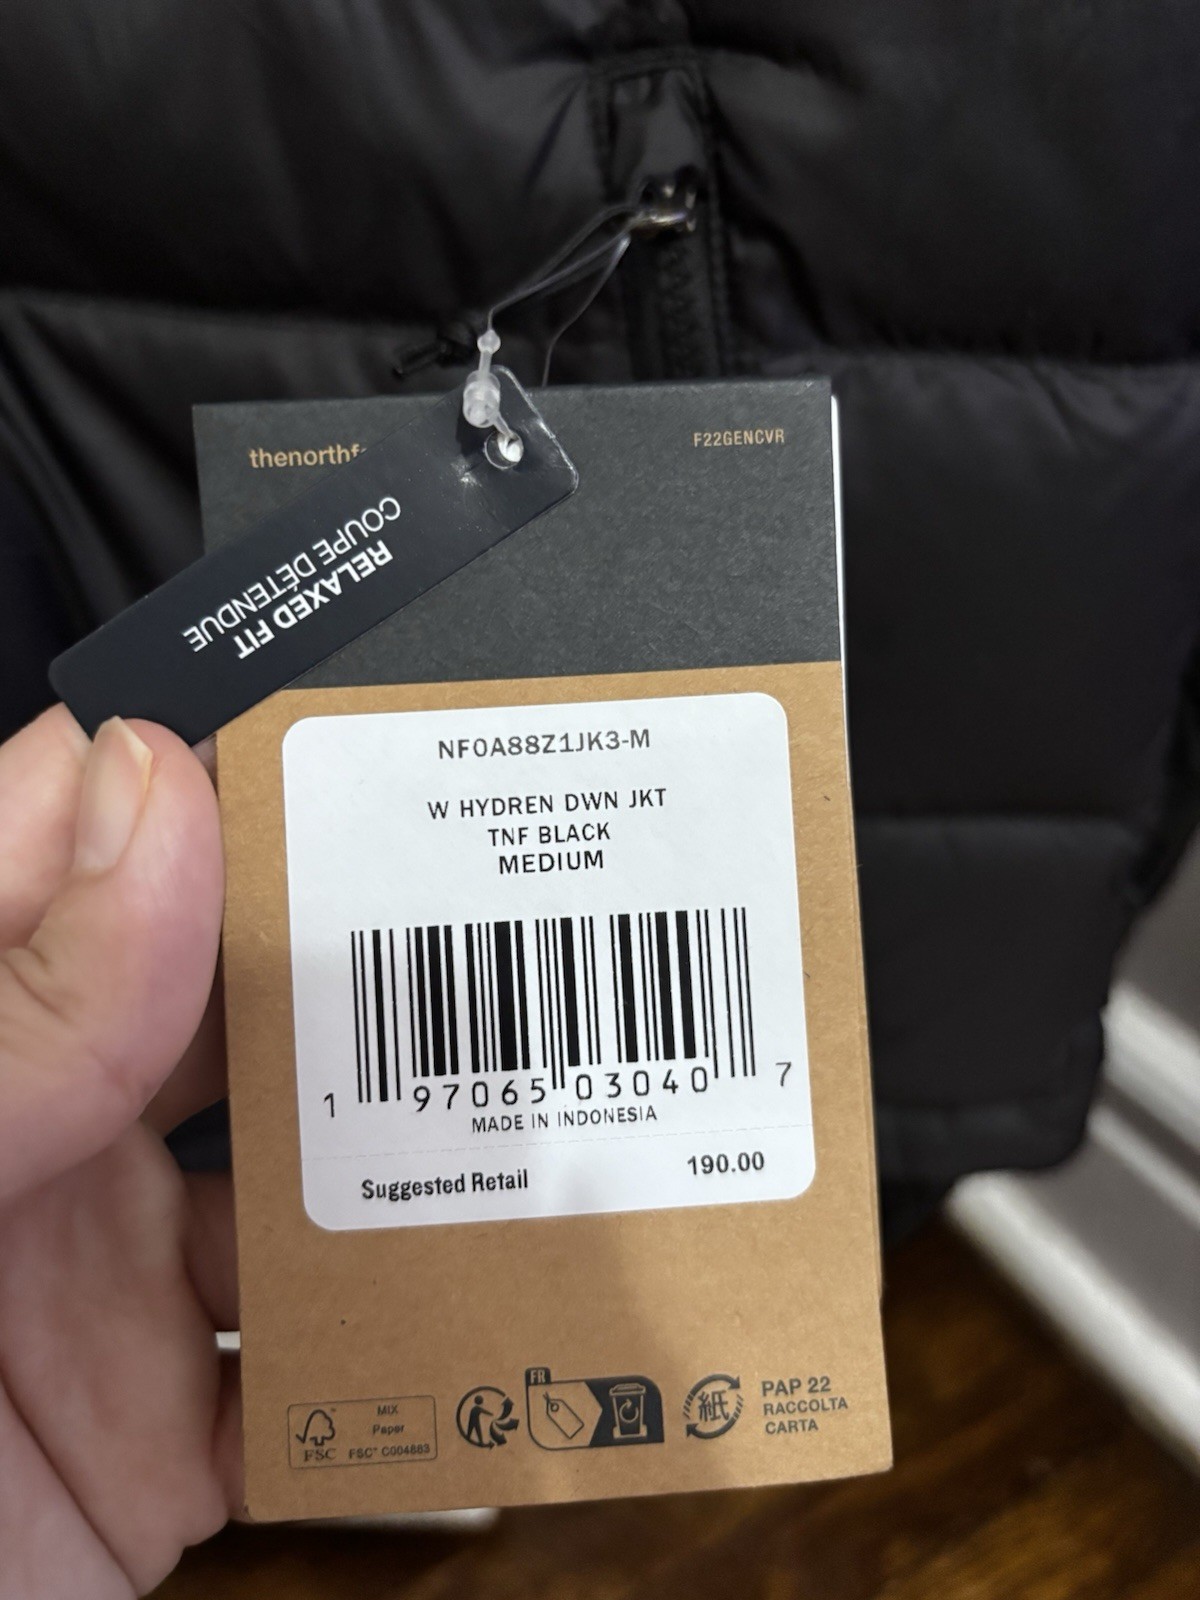 thenorthf
F22GENCVR
RELAXED FIT
COUPE DÉTENDUE
NF0A88Z1JK3-M
W HYDREN DWN JKT
TNF BLACK
MEDIUM
1 97065 03040 7
MADE IN INDONESIA
Suggested Retail 190.00
FSC
MIX
Paper
FSC® C004883
FR
紙
PAP 22
RACCOLTA
CARTA